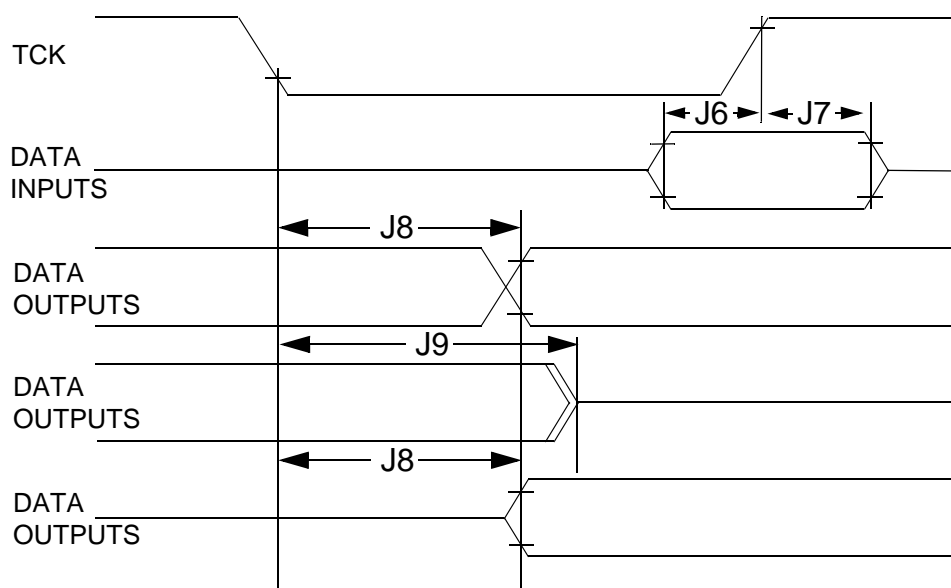 TCK
J6
J7
DATA
INPUTS
J8
DATA
OUTPUTS
J9
DATA
OUTPUTS
J8
DATA
OUTPUTS